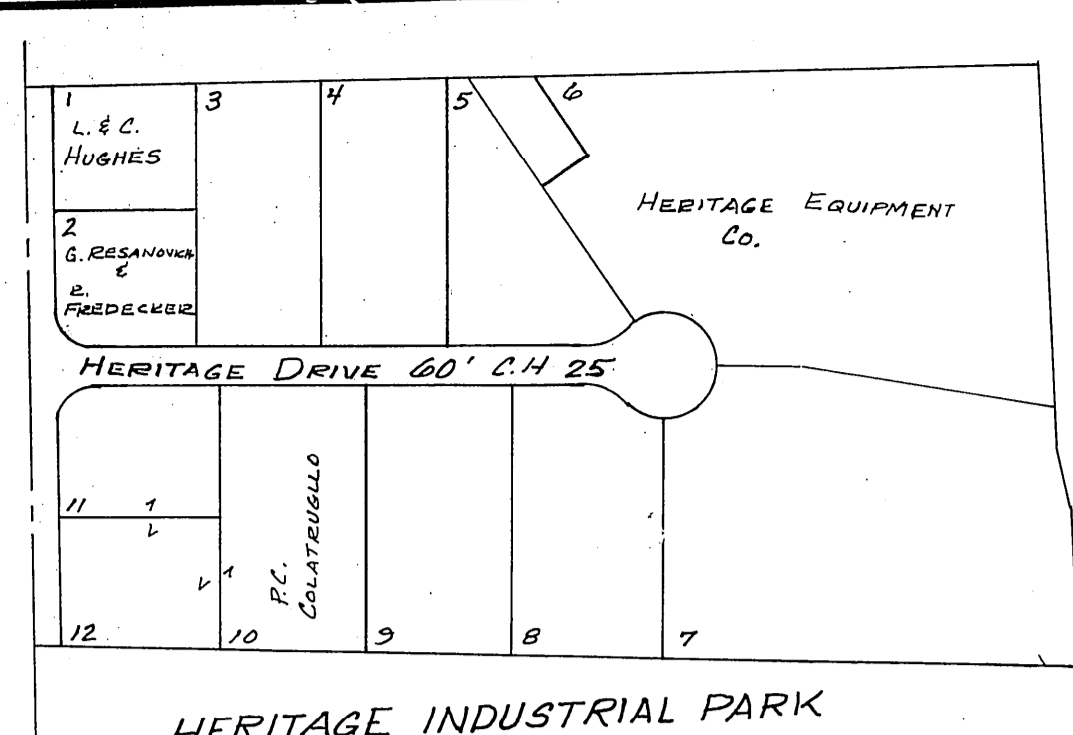 1
L. & C.
HUGHES
2
G. RESANOVICH
&
R.
FREDECKER
3
4
5
6
HERITAGE EQUIPMENT
CO.
HERITAGE DRIVE 60' C.H 25
11
12
10
P.C.
COLATRUGLIO
9
8
7
HERITAGE INDUSTRIAL PARK